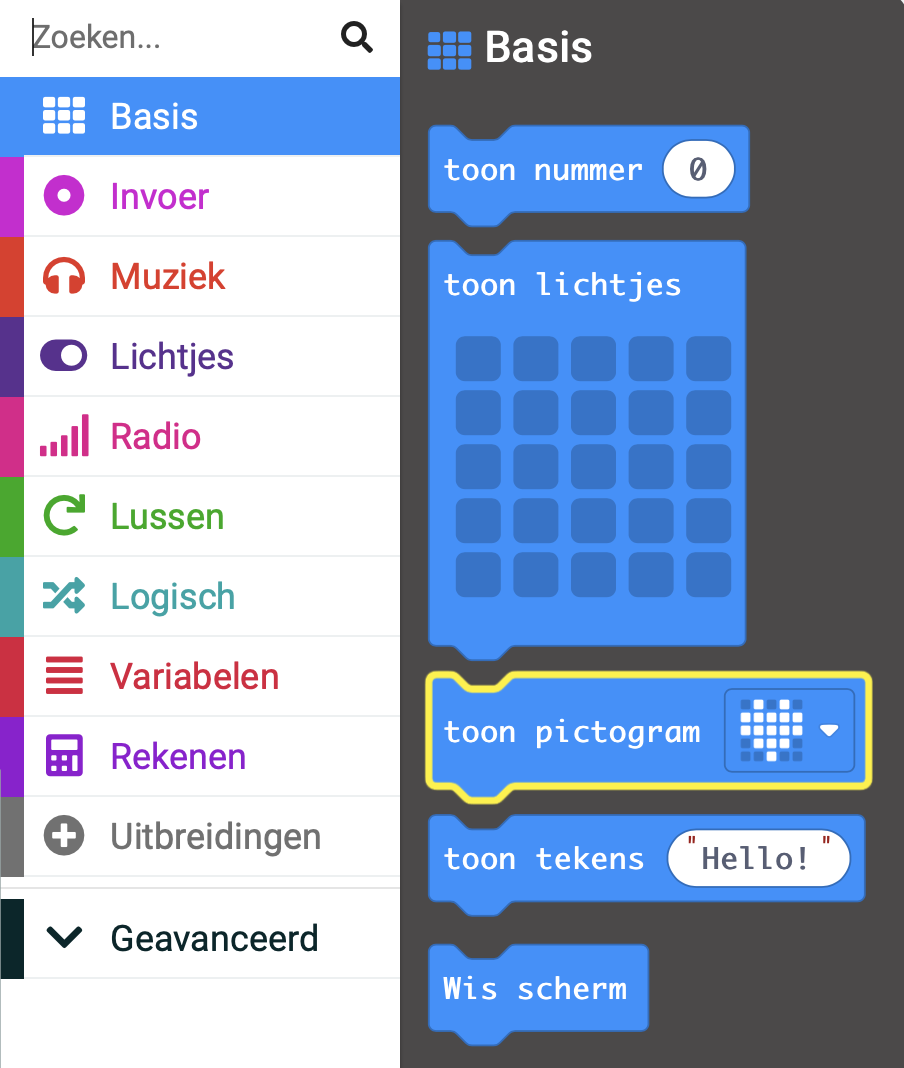 Zoeken...
Basis
Invoer
Muziek
Lichtjes
Radio
Lussen
Logisch
Variabelen
Rekenen
Uitbreidingen
Geavanceerd
Basis
toon nummer 0
toon lichtjes
toon pictogram
toon tekens "Hello!"
Wis scherm